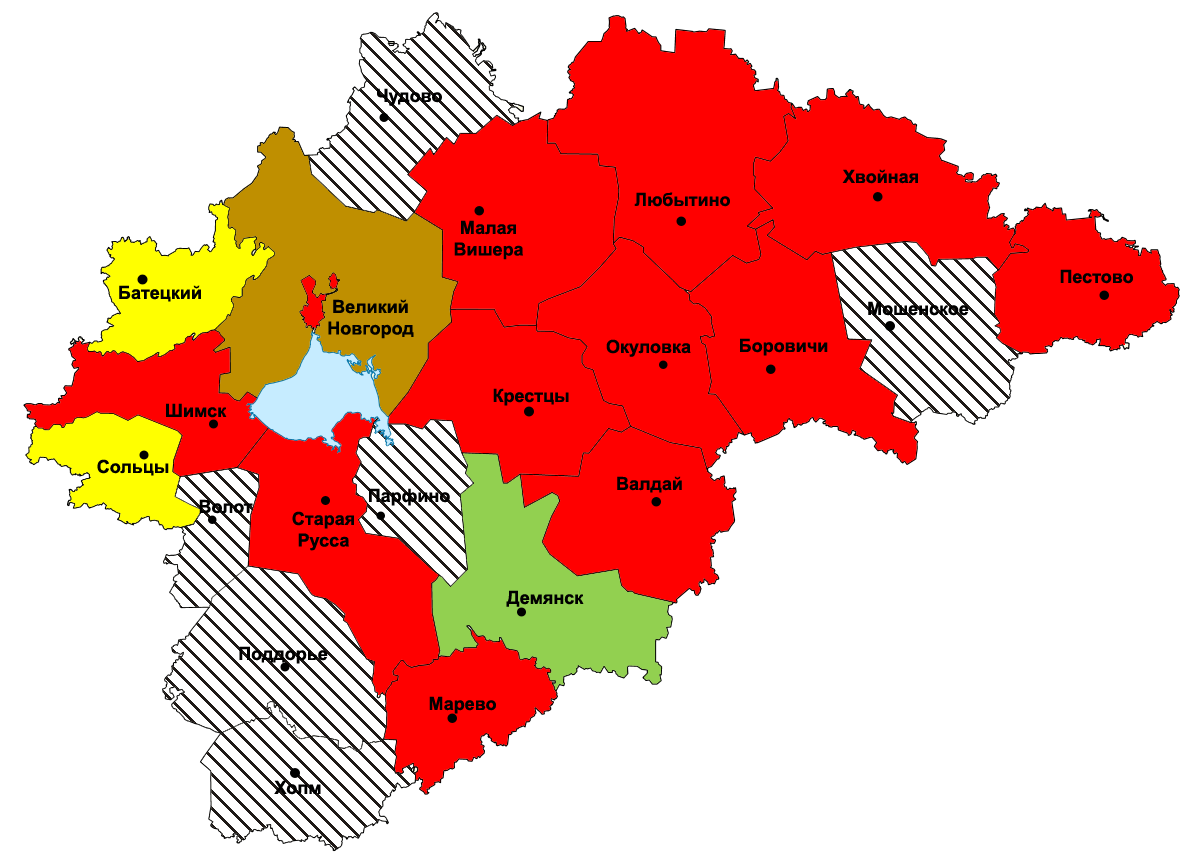 Чудово
Хвойная
Любытино
Малая
Вишера
Пестово
Батецкий
Великий
Новгород
Мошенское
Окуловка
Боровичи
Крестцы
Шимск
Сольцы
Валдай
Парфино
Волот
Старая
Русса
Демянск
Поддорье
Марево
Холм